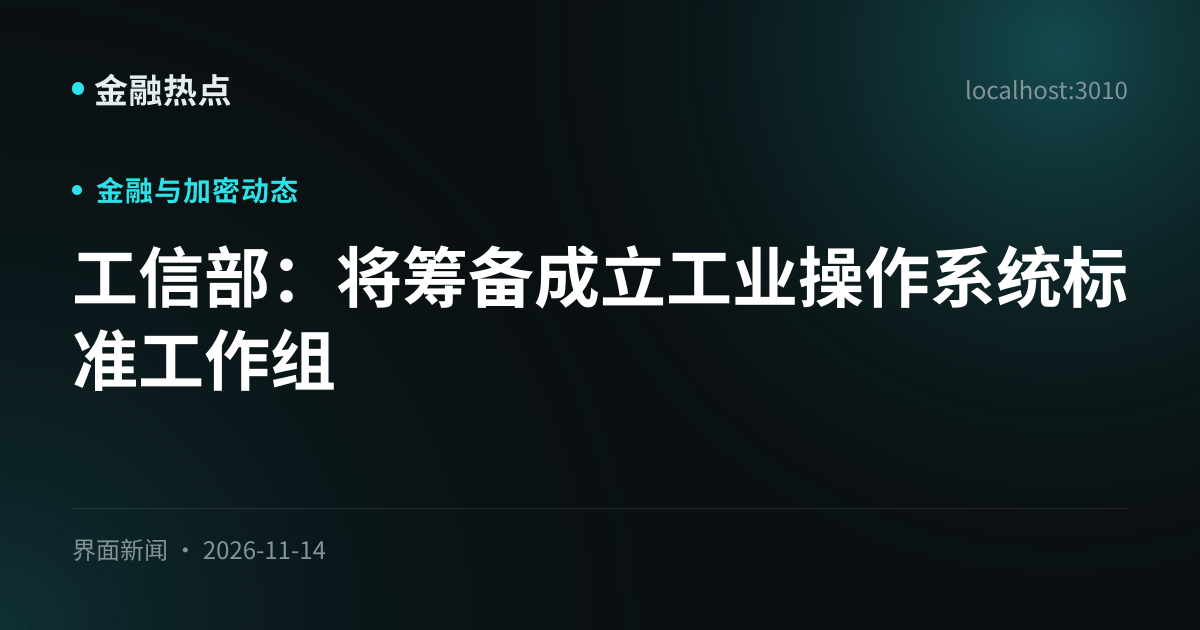 金融热点
localhost:3010
金融与加密动态
工信部：将筹备成立工业操作系统标
准工作组
界面新闻 · 2026-11-14